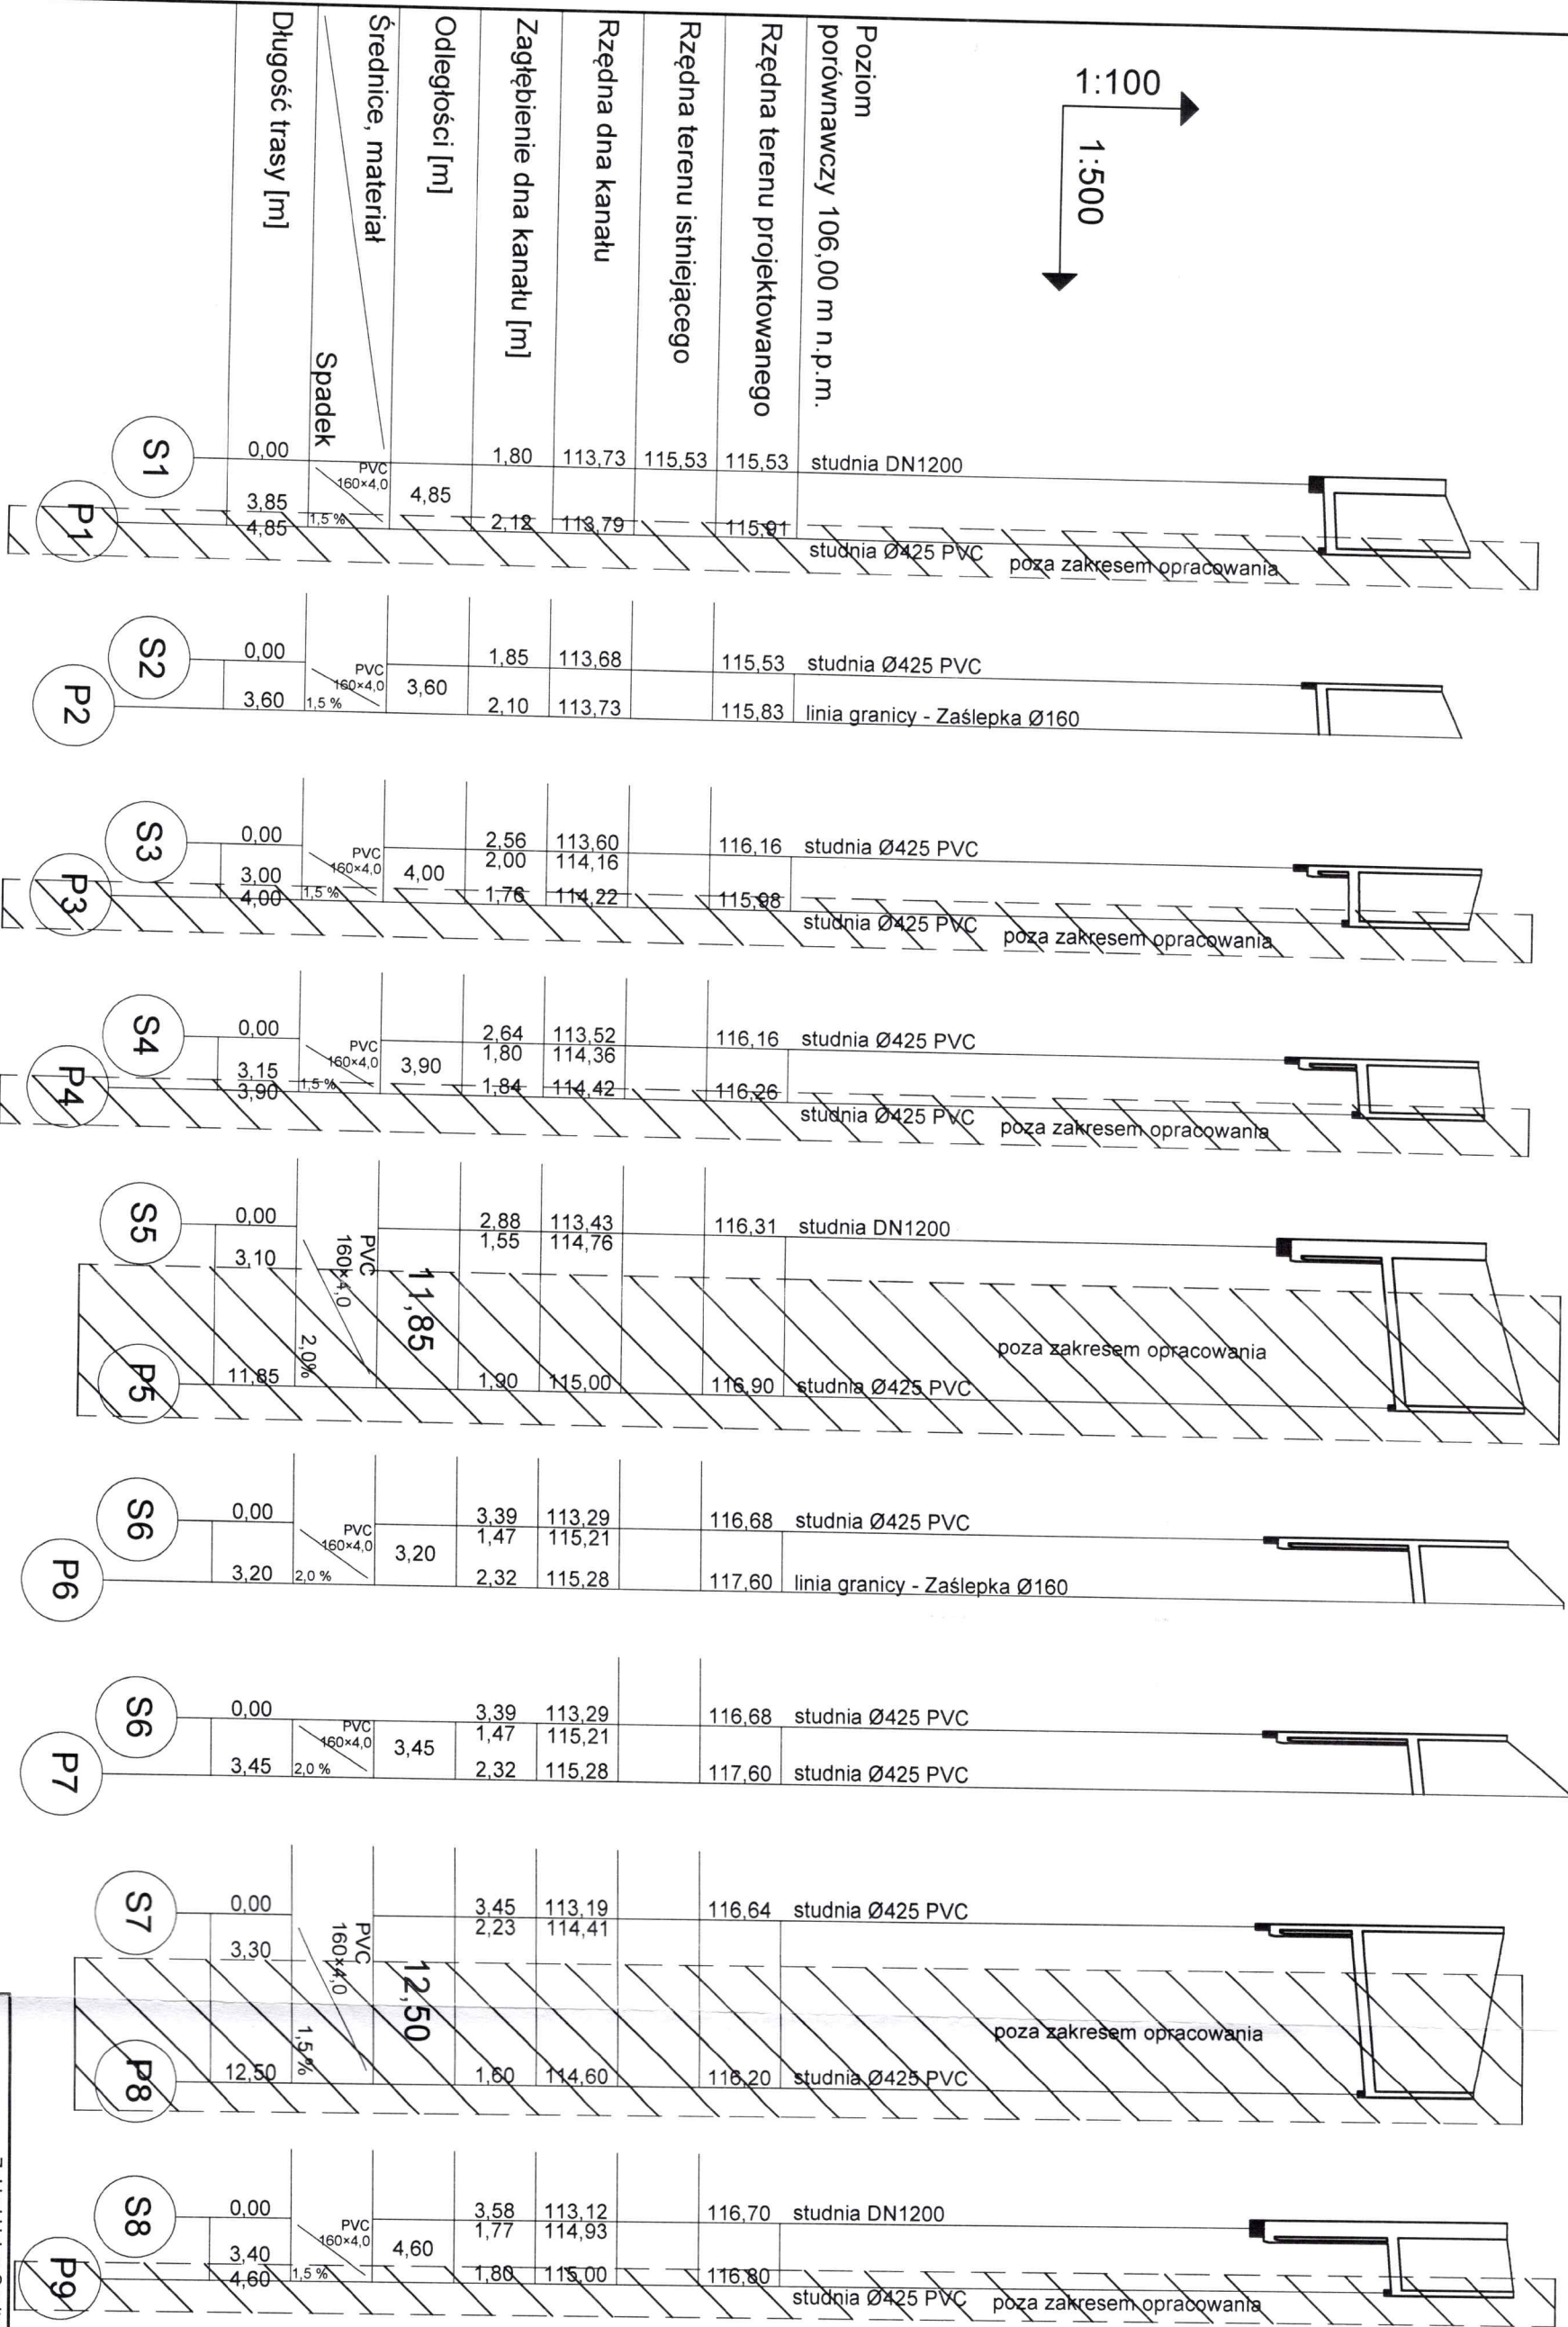 1:100
1:500
Poziom
porównawczy 106,00 m n.p.m.
Rzędna terenu projektowanego
Rzędna terenu istniejącego
Rzędna dna kanału
Zagłębienie dna kanału [m]
Odległości [m]
Średnice, materiał
Spadek
Długość trasy [m]
S1
0,00
1,80
113,73
115,53
115,53
studnia DN1200
PVC
160×4,0
4,85
1,5 %
P1
3,85
4,85
2,12
113,79
115,91
studnia Ø425 PVC
poza zakresem opracowania
S2
0,00
1,85
113,68
115,53
studnia Ø425 PVC
PVC
160×4,0
3,60
1,5 %
P2
3,60
2,10
113,73
115,83
linia granicy - Zaślepka Ø160
S3
0,00
2,56
113,60
116,16
studnia Ø425 PVC
2,00
114,16
PVC
160×4,0
4,00
1,5 %
P3
3,00
4,00
1,76
114,22
115,98
studnia Ø425 PVC
poza zakresem opracowania
S4
0,00
2,64
113,52
116,16
studnia Ø425 PVC
1,80
114,36
PVC
160×4,0
3,90
1,5 %
P4
3,15
3,90
1,84
114,42
116,26
studnia Ø425 PVC
poza zakresem opracowania
S5
0,00
2,88
113,43
116,31
studnia DN1200
1,55
114,76
3,10
PVC
160×4,0
11,85
2,0%
poza zakresem opracowania
P5
11,85
1,90
115,00
116,90
studnia Ø425 PVC
S6
0,00
3,39
113,29
116,68
studnia Ø425 PVC
1,47
115,21
PVC
160×4,0
3,20
2,0 %
P6
3,20
2,32
115,28
117,60
linia granicy - Zaślepka Ø160
S6
0,00
3,39
113,29
116,68
studnia Ø425 PVC
1,47
115,21
PVC
160×4,0
3,45
2,0 %
P7
3,45
2,32
115,28
117,60
studnia Ø425 PVC
S7
0,00
3,45
113,19
116,64
studnia Ø425 PVC
2,23
114,41
3,30
PVC
160×4,0
12,50
1,5%
poza zakresem opracowania
P8
12,50
1,60
114,60
116,20
studnia Ø425 PVC
S8
0,00
3,58
113,12
116,70
studnia DN1200
1,77
114,93
PVC
160×4,0
4,60
1,5 %
P9
3,40
4,60
1,80
115,00
116,80
studnia Ø425 PVC
poza zakresem opracowania